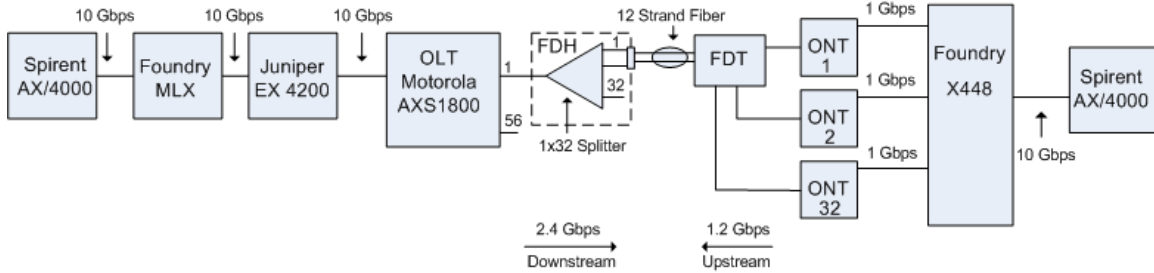 10 Gbps
10 Gbps
10 Gbps
12 Strand Fiber
1 Gbps
Spirent
AX/4000
Foundry
MLX
Juniper
EX 4200
OLT
Motorola
AXS1800
1
56
FDH
1
32
1x32 Splitter
FDT
ONT
1
1 Gbps
ONT
2
1 Gbps
ONT
32
Foundry
X448
10 Gbps
Spirent
AX/4000
2.4 Gbps
Downstream
1.2 Gbps
Upstream